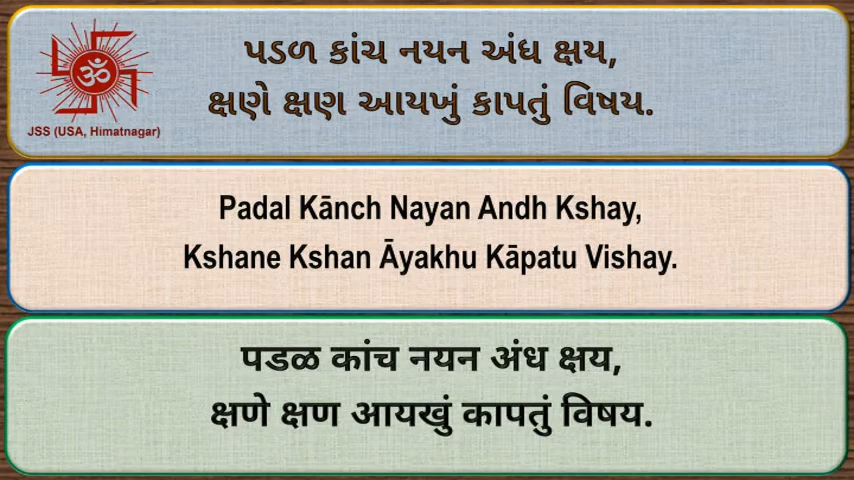 પડળ કાંચ નયન અંધ ક્ષય,
ક્ષણે ક્ષણ આયખું કાપતું વિષય.
ॐ
JSS (USA, Himatnagar)
Padal Kānch Nayan Andh Kshay,
Kshane Kshan Āyakhu Kāpatu Vishay.
पडळ कांच नयन अंध क्षय,
क्षणे क्षण आयखुं कापतुं विषय.